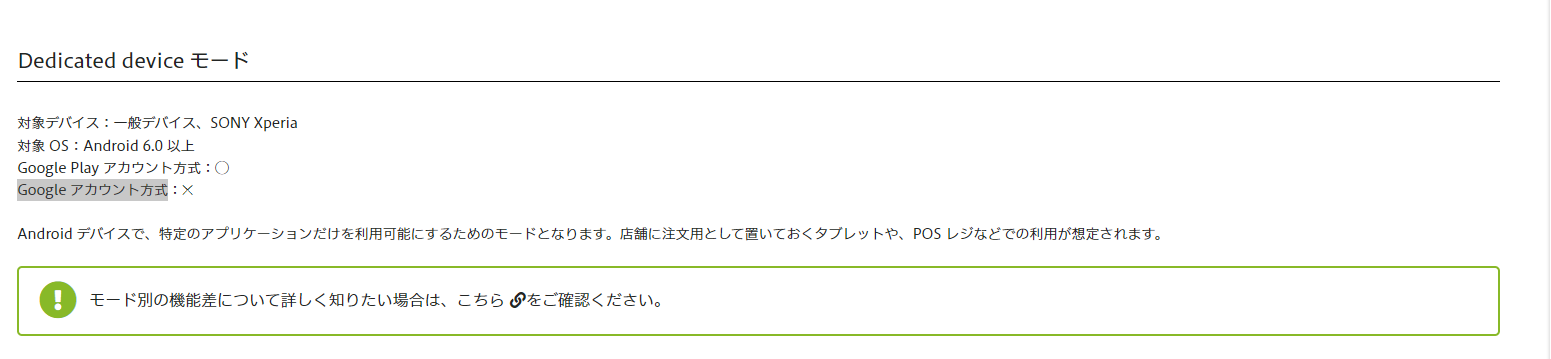 Dedicated device モード
対象デバイス：一般デバイス、SONY Xperia
対象 OS：Android 6.0 以上
Google Play アカウント方式：○
Google アカウント方式：×
Android デバイスで、特定のアプリケーションだけを利用可能にするためのモードとなります。店舗に注文用として置いておくタブレットや、POS レジなどでの利用が想定されます。
モード別の機能差について詳しく知りたい場合は、こちら をご確認ください。